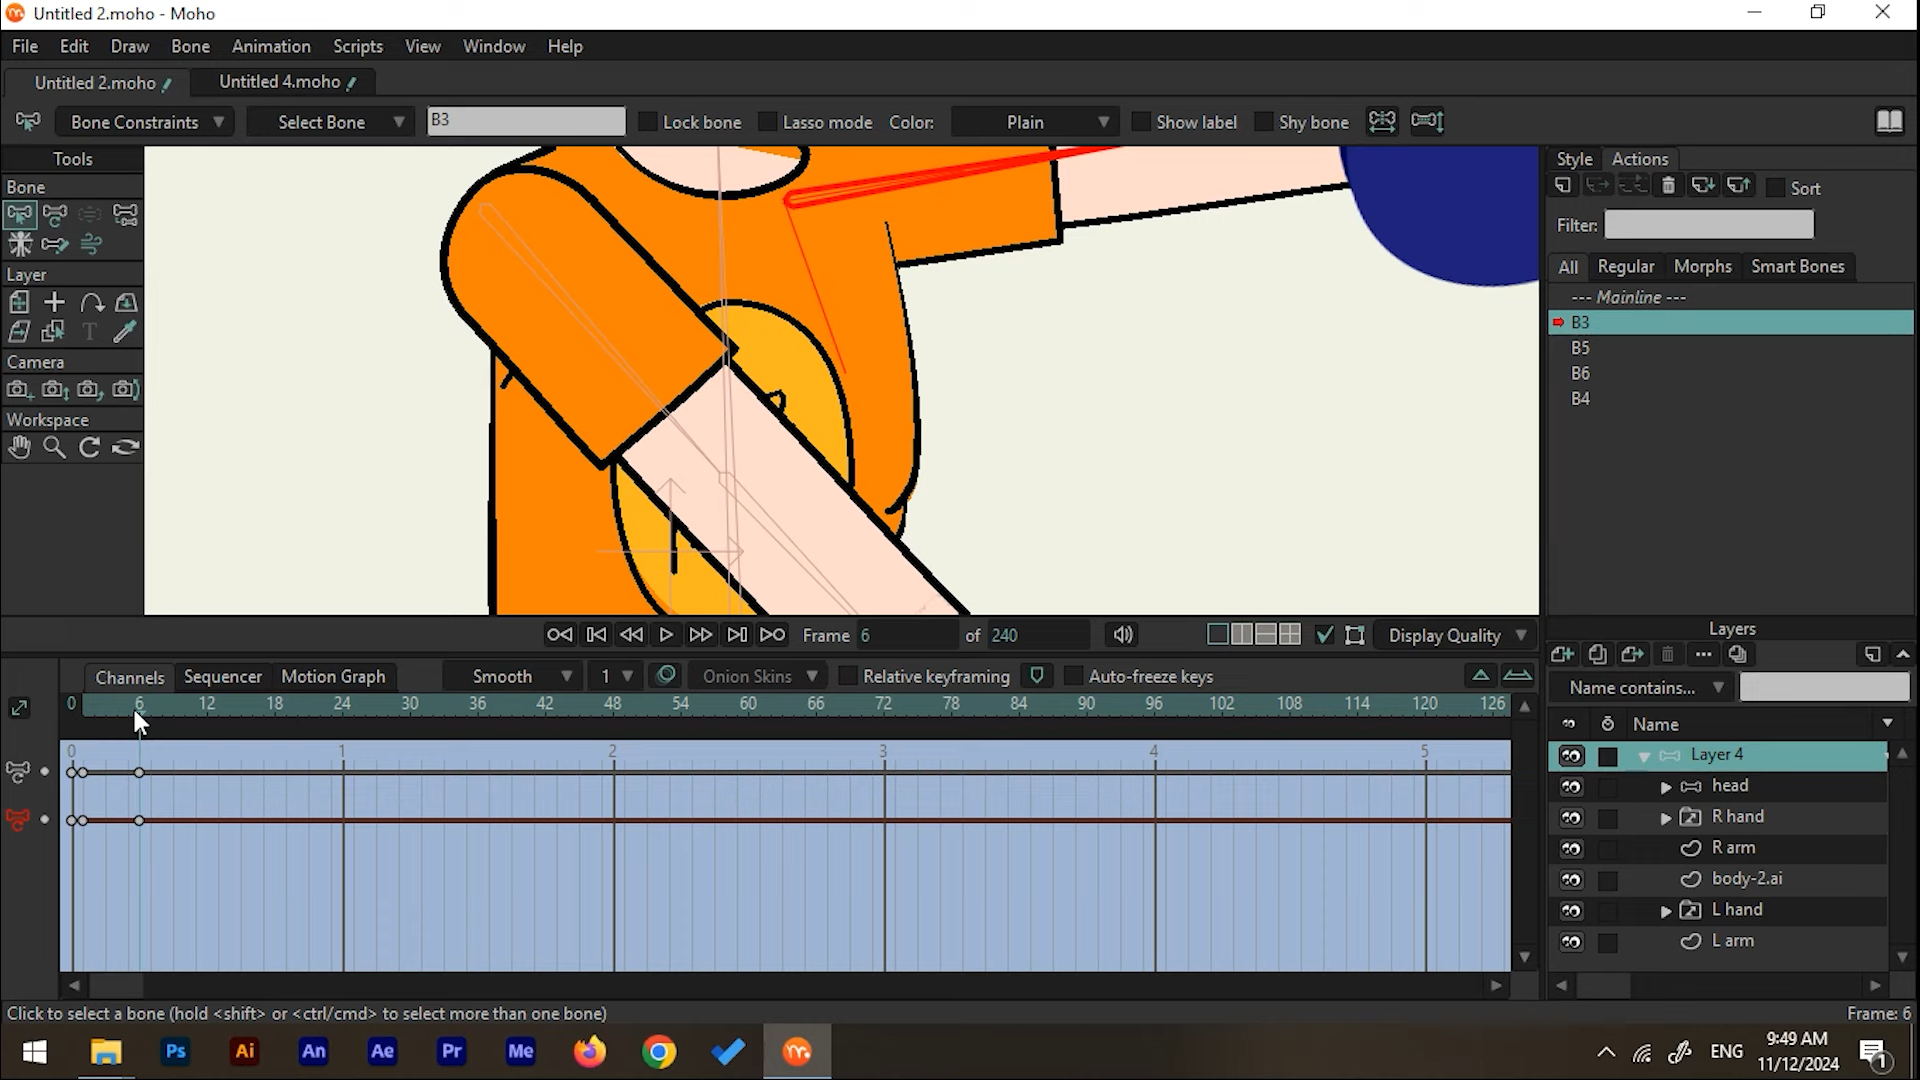 Untitled 2.moho - Moho
File Edit Draw Bone Animation Scripts View Window Help
Untitled 2.moho Untitled 4.moho
Bone Constraints Select Bone B3 Lock bone Lasso mode Color: Plain Show label Shy bone
Tools
Bone
Layer
T
Camera
Workspace
Style Actions
Sort
Filter:
All Regular Morphs Smart Bones
--- Mainline ---
B3
B5
B6
B4
Frame 6 of 240 Display Quality
Channels Sequencer Motion Graph Smooth 1 Onion Skins Relative keyframing Auto-freeze keys
0 6 12 18 24 30 36 42 48 54 60 66 72 78 84 90 96 102 108 114 120 126
0 1 2 3 4 5
Layers
Name contains...
Name
Layer 4
head
R hand
R arm
body-2.ai
L hand
L arm
Click to select a bone (hold <shift> or <ctrl/cmd> to select more than one bone) Frame: 6
Ps Ai An Ae Pr Me ENG 9:49 AM
11/12/2024 1